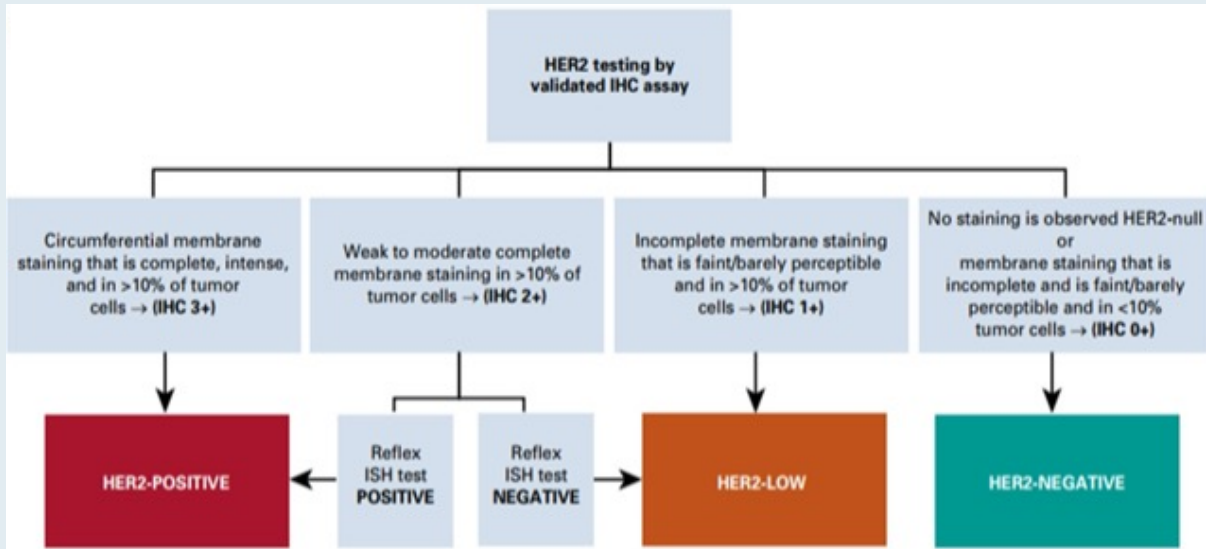 HER2 testing by
validated IHC assay
Circumferential membrane
staining that is complete, intense,
and in >10% of tumor
cells → (IHC 3+)
Weak to moderate complete
membrane staining in >10% of
tumor cells → (IHC 2+)
Incomplete membrane staining
that is faint/barely perceptible
and in >10% of tumor
cells → (IHC 1+)
No staining is observed HER2-null
or
membrane staining that is
incomplete and is faint/barely
perceptible and in <10%
tumor cells → (IHC 0+)
HER2-POSITIVE
Reflex
ISH test
POSITIVE
Reflex
ISH test
NEGATIVE
HER2-LOW
HER2-NEGATIVE